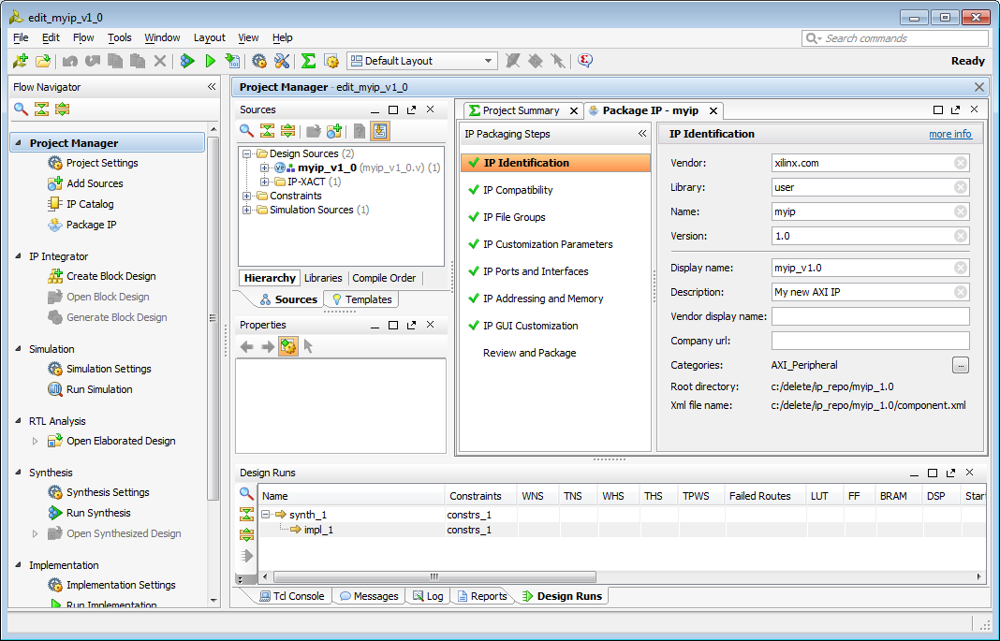 edit_myip_v1_0
File Edit Flow Tools Window Layout View Help
Search commands
Default Layout
Ready
Flow Navigator
Project Manager
Project Settings
Add Sources
IP Catalog
Package IP
IP Integrator
Create Block Design
Open Block Design
Generate Block Design
Simulation
Simulation Settings
Run Simulation
RTL Analysis
Open Elaborated Design
Synthesis
Synthesis Settings
Run Synthesis
Open Synthesized Design
Implementation
Implementation Settings
Run Implementation
Project Manager - edit_myip_v1_0
Sources
Design Sources (2)
myip_v1_0 (myip_v1_0.v) (1)
IP-XACT (1)
Constraints
Simulation Sources (1)
Hierarchy Libraries Compile Order
Sources Templates
Properties
Project Summary Package IP - myip
IP Packaging Steps
IP Identification
IP Compatibility
IP File Groups
IP Customization Parameters
IP Ports and Interfaces
IP Addressing and Memory
IP GUI Customization
Review and Package
IP Identification more info
Vendor: xilinx.com
Library: user
Name: myip
Version: 1.0
Display name: myip_v1.0
Description: My new AXI IP
Vendor display name:
Company url:
Categories: AXI_Peripheral ...
Root directory: c:/delete/ip_repo/myip_1.0
Xml file name: c:/delete/ip_repo/myip_1.0/component.xml
Design Runs
Name Constraints WNS TNS WHS THS TPWS Failed Routes LUT FF BRAM DSP Start
synth_1 constrs_1
impl_1 constrs_1
Tcl Console Messages Log Reports Design Runs